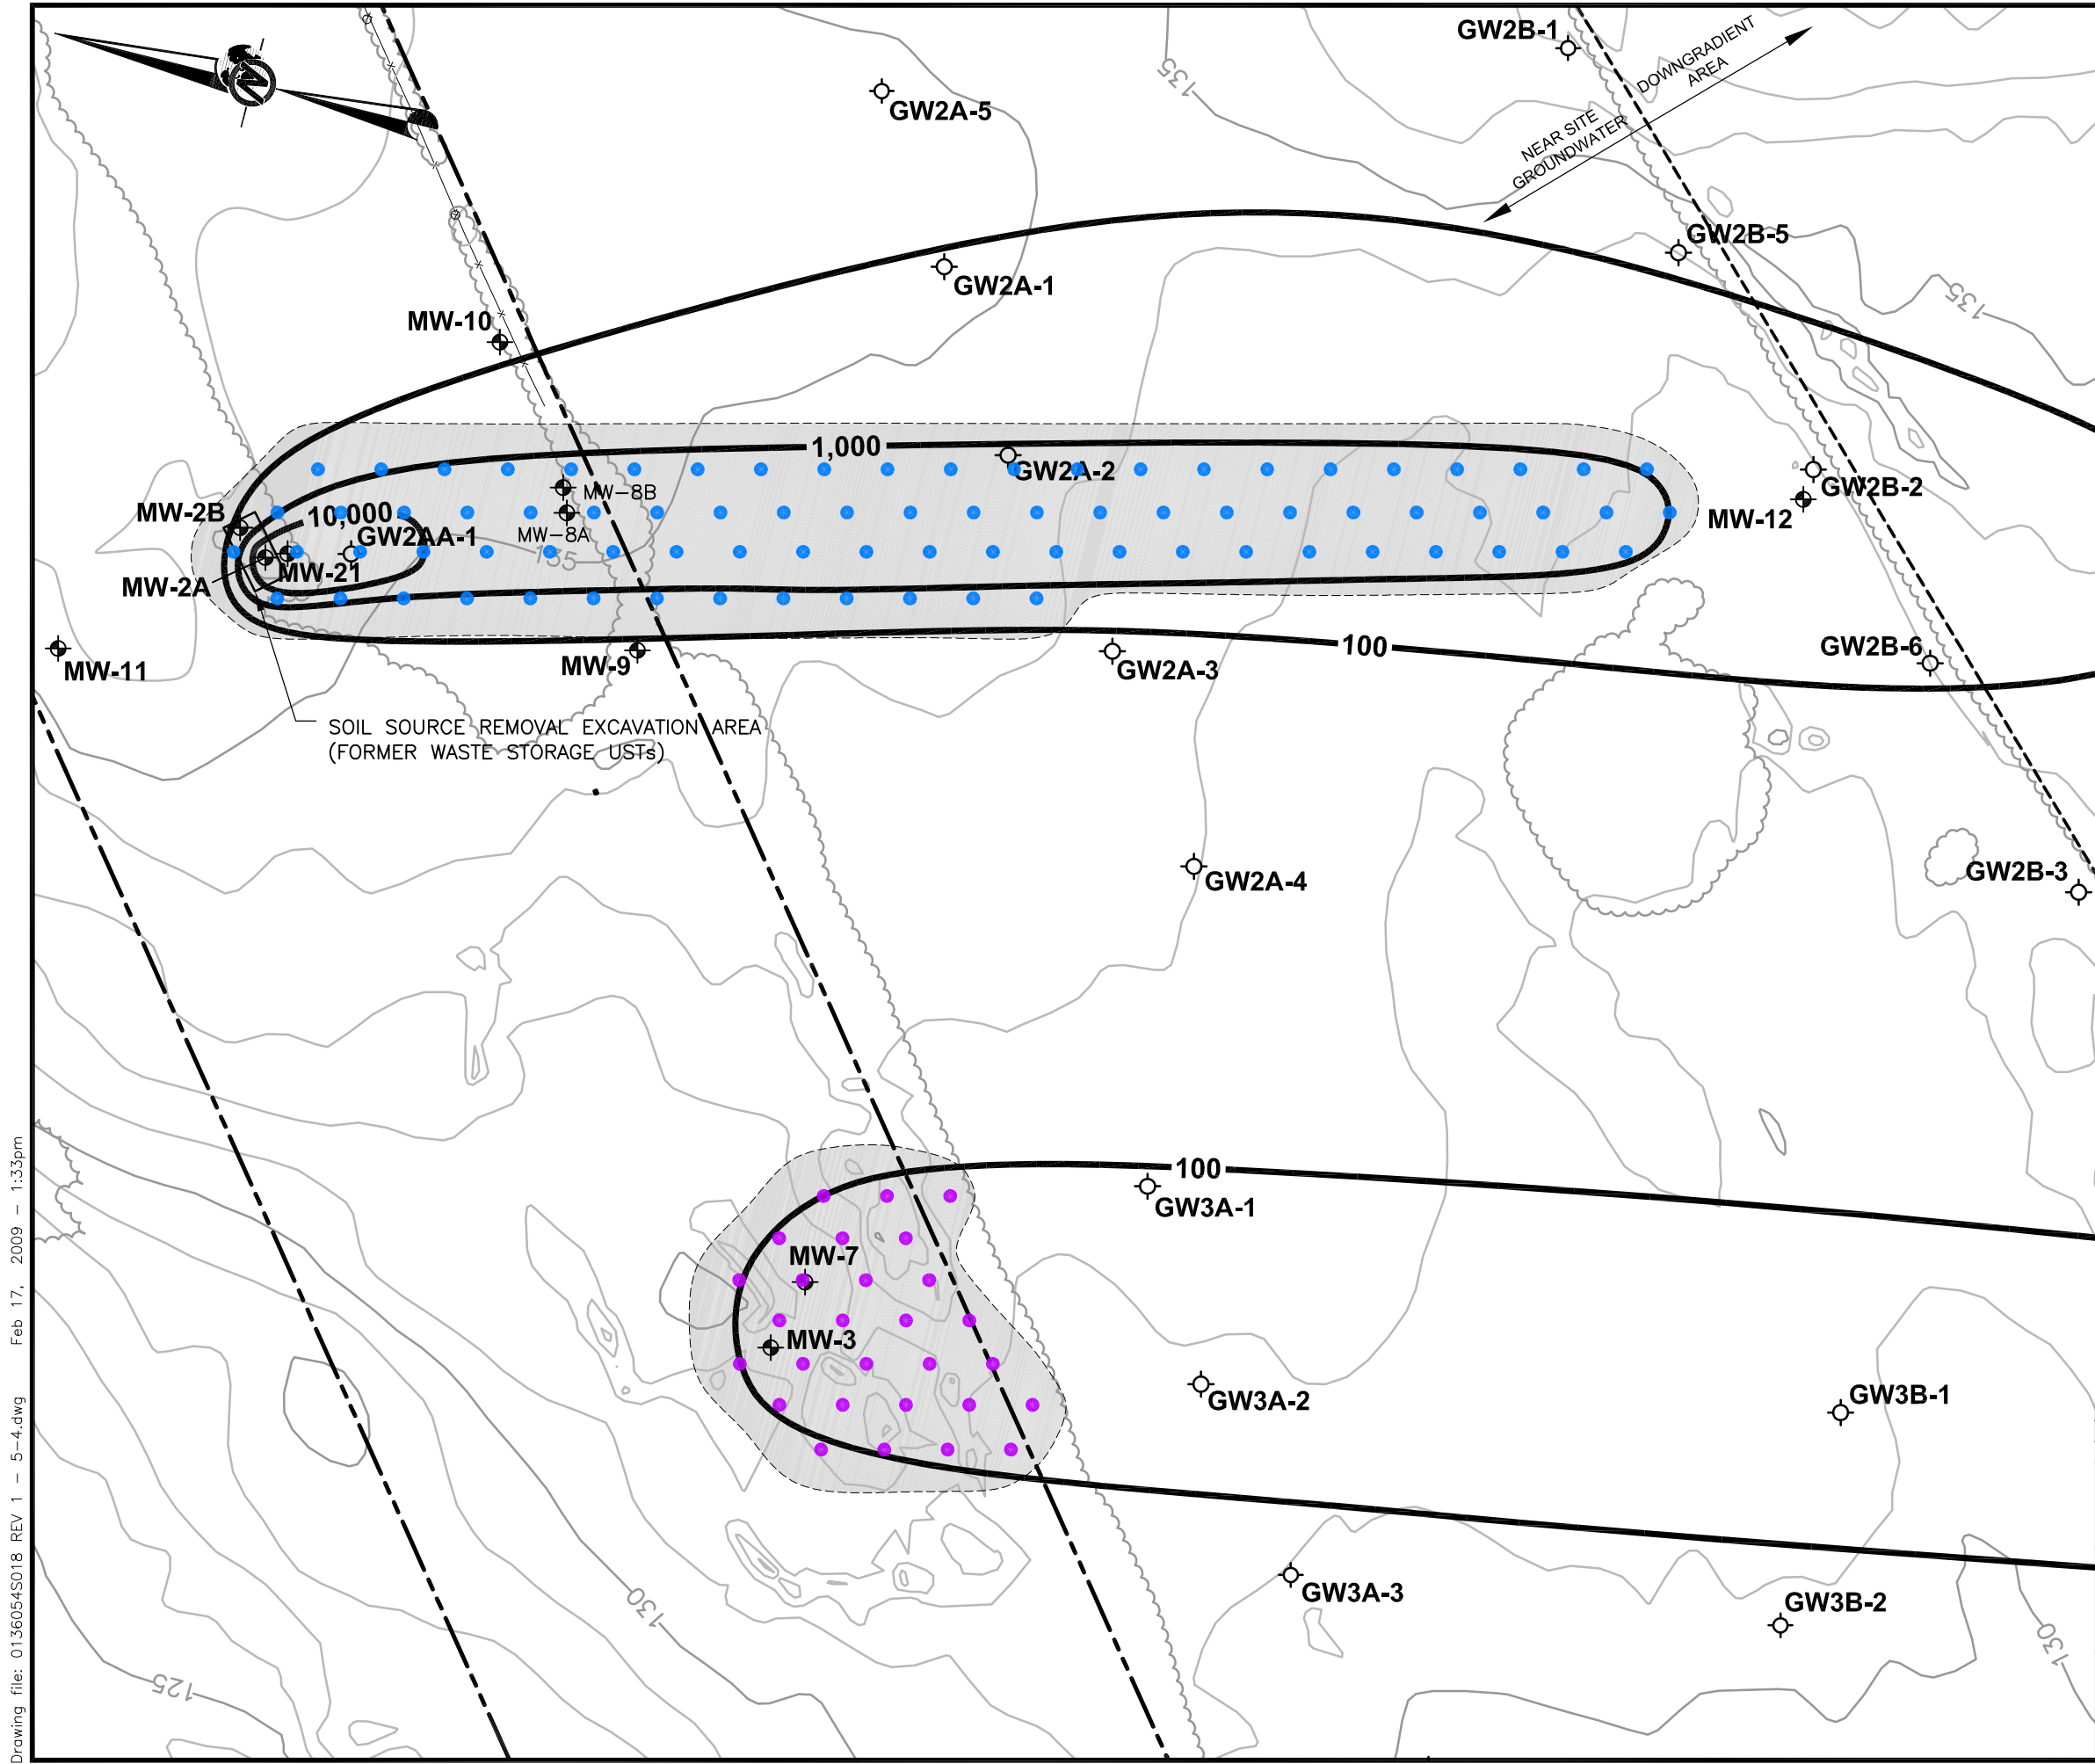 GW2B-1
DOWNGRADIENT
AREA
NEAR SITE
GROUNDWATER
N
135
GW2A-5
GW2B-5
GW2A-1
135
MW-10
1,000
GW2A-2
GW2B-2
MW-8B
MW-12
MW-2B
10,000
GW2AA-1
MW-8A
135
MW-21
MW-2A
100
GW2B-6
MW-11
MW-9
GW2A-3
SOIL SOURCE REMOVAL EXCAVATION AREA
(FORMER WASTE STORAGE USTs)
GW2A-4
GW2B-3
100
GW3A-1
MW-7
MW-3
GW3A-2
GW3B-1
GW3A-3
GW3B-2
130
130
125
Drawing file: 01360545018 REV 1 - 5-4.dwg Feb 17, 2009 - 1:33pm